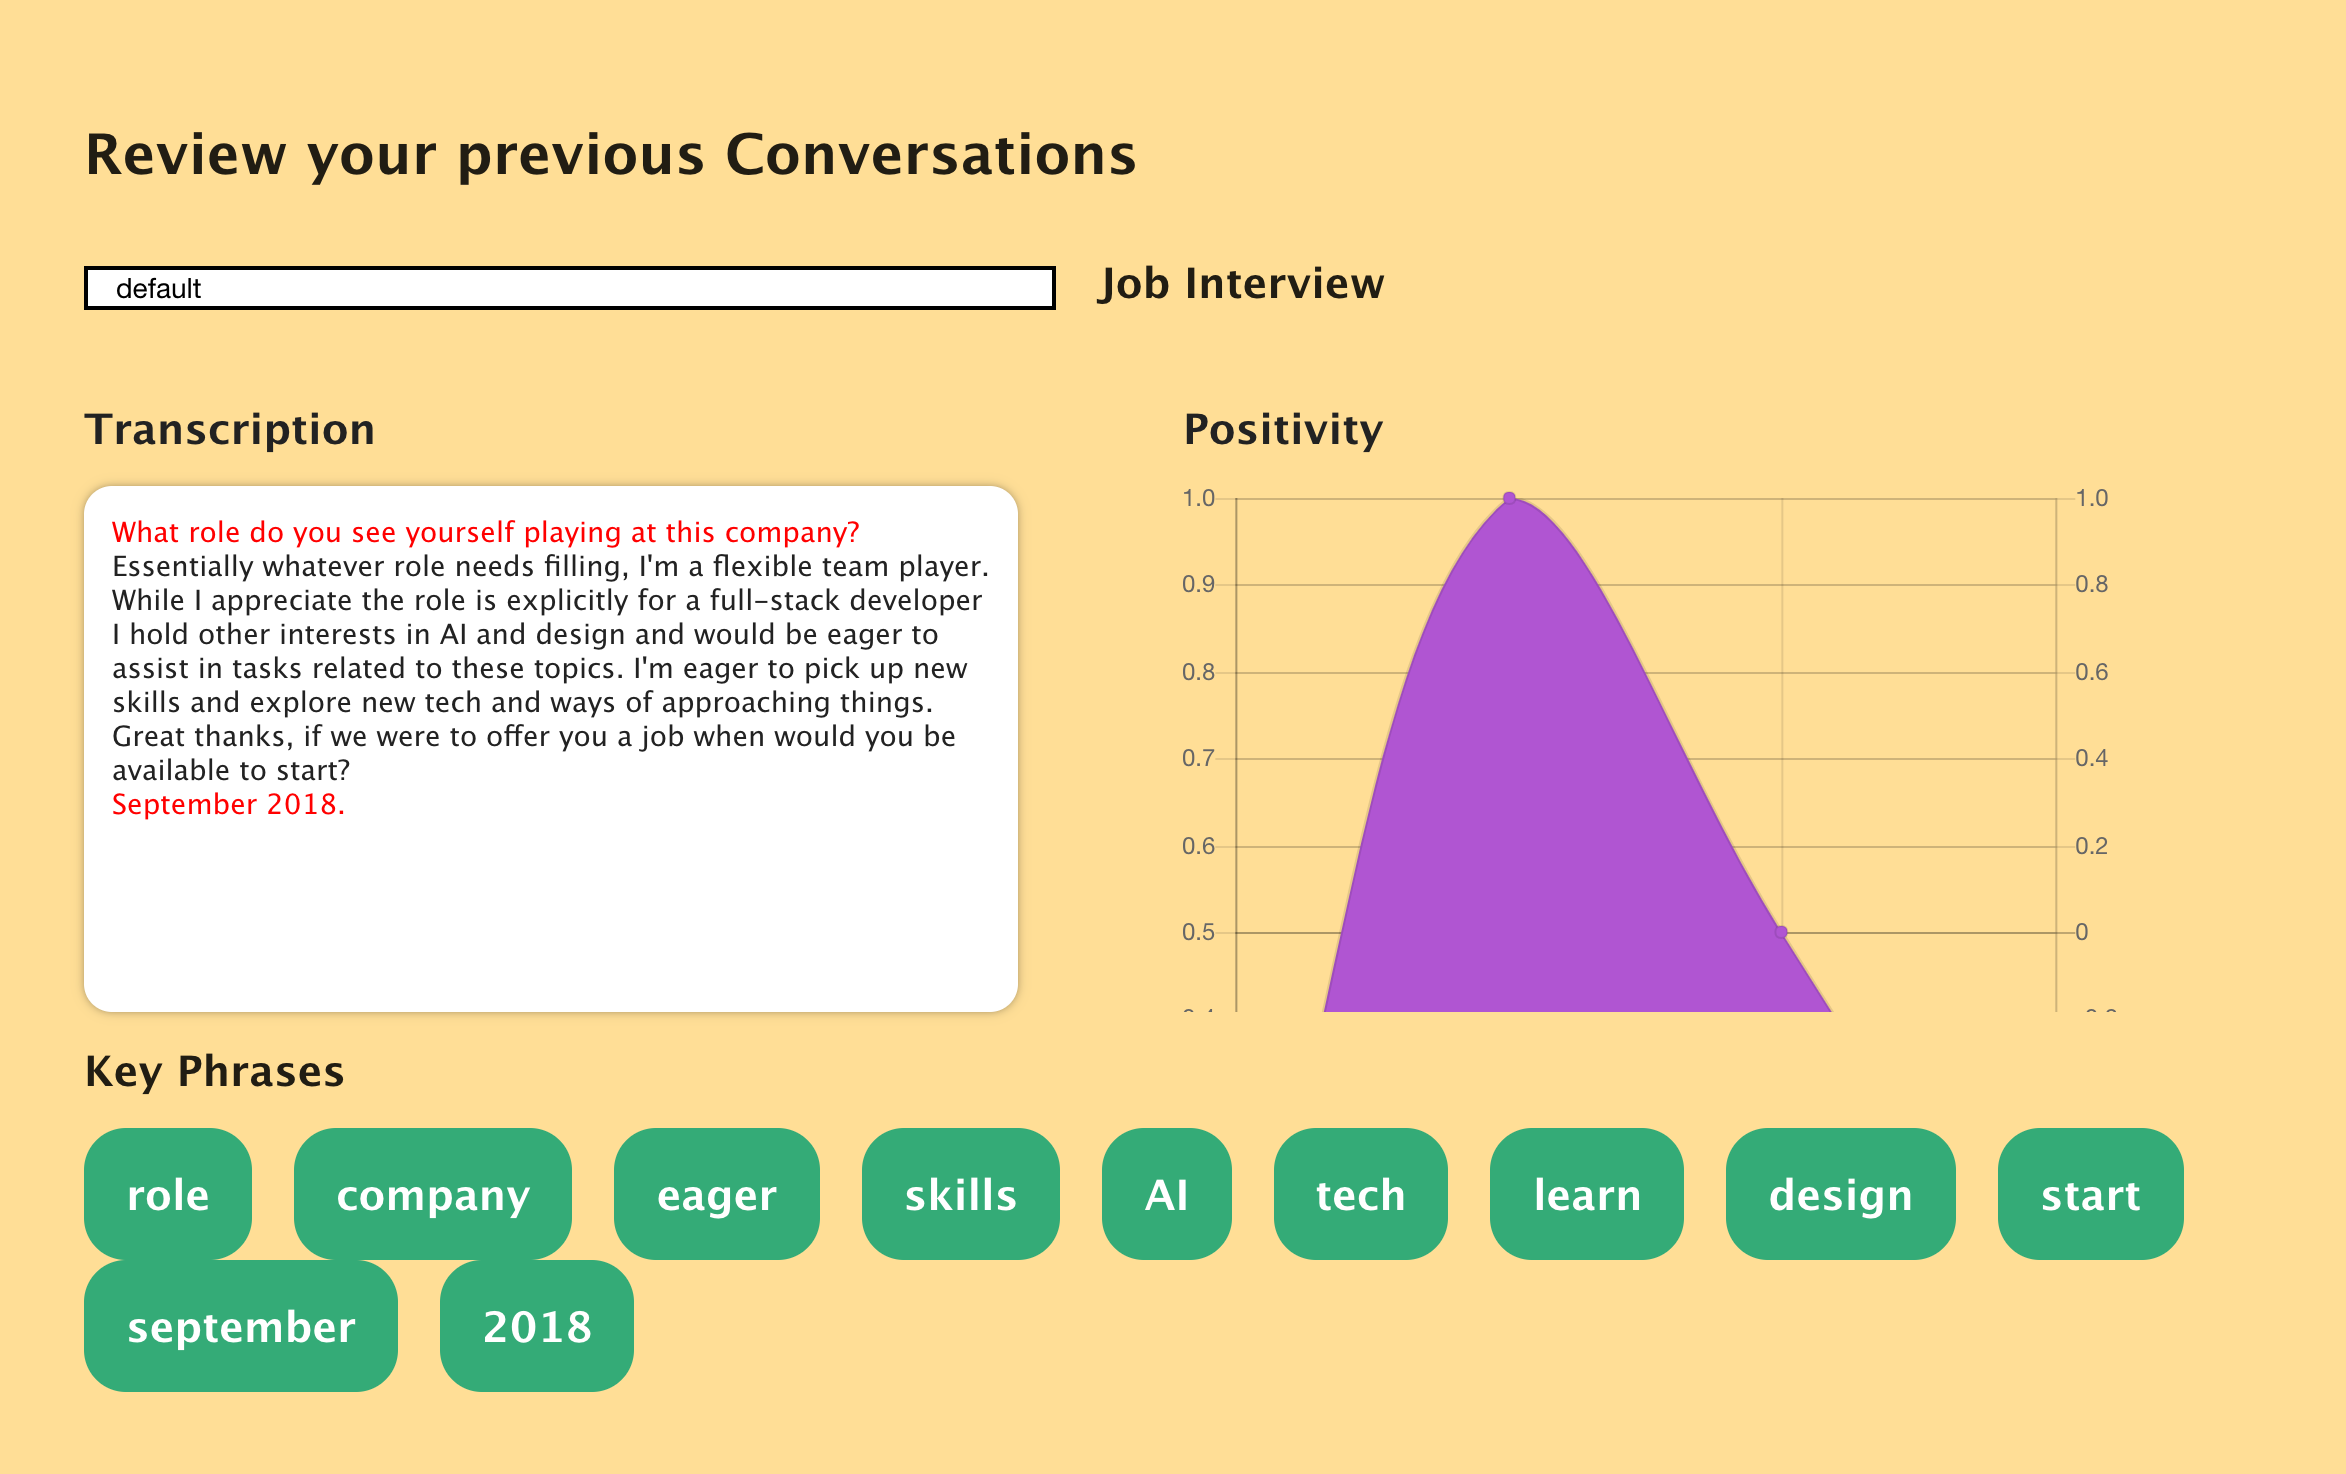 Review your previous Conversations
default
Job Interview
Transcription
What role do you see yourself playing at this company?
Essentially whatever role needs filling, I'm a flexible team player.
While I appreciate the role is explicitly for a full-stack developer
I hold other interests in AI and design and would be eager to
assist in tasks related to these topics. I'm eager to pick up new
skills and explore new tech and ways of approaching things.
Great thanks, if we were to offer you a job when would you be
available to start?
September 2018.
Positivity
1.0 1.0
0.9 0.8
0.8 0.6
0.7 0.4
0.6 0.2
0.5 0
Key Phrases
role company eager skills AI tech learn design start
september 2018